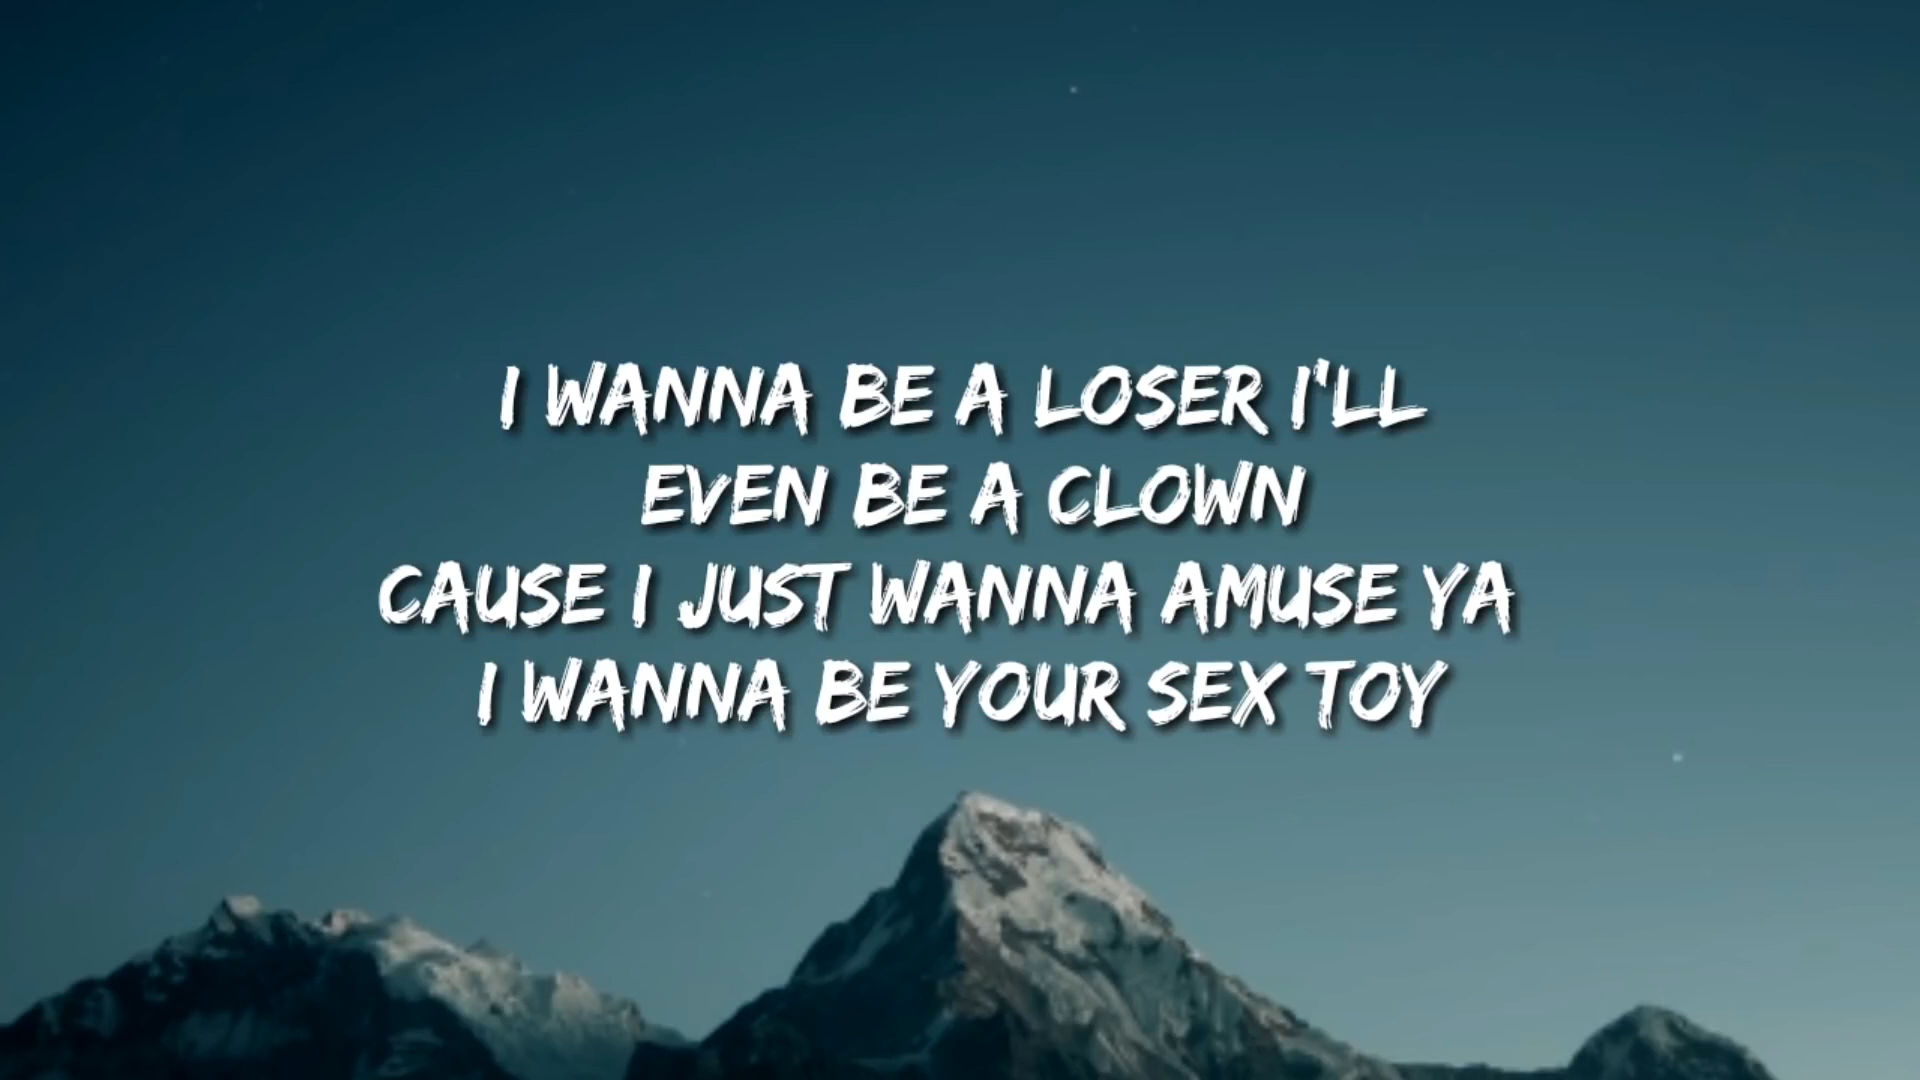 I WANNA BE A LOSER I'LL
EVEN BE A CLOWN
CAUSE I JUST WANNA AMUSE YA
I WANNA BE YOUR SEX TOY